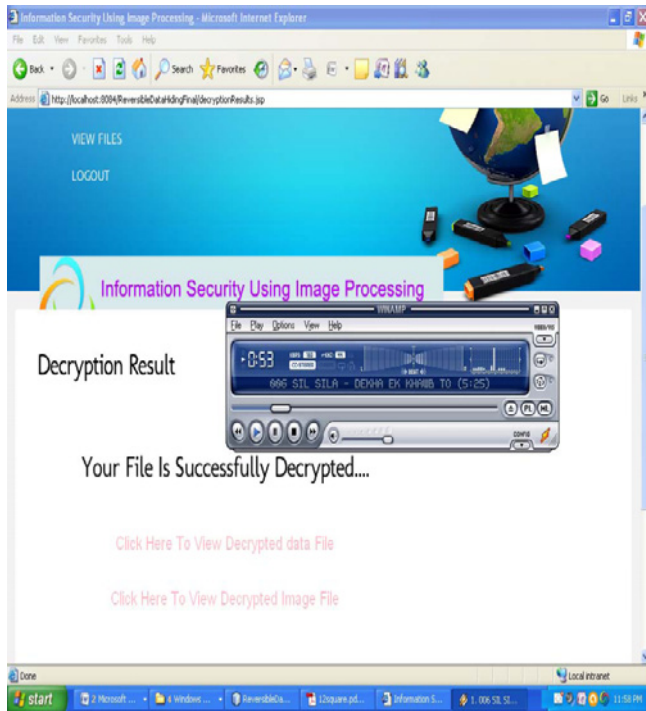 Information Security Using Image Processing - Microsoft Internet Explorer
File Edit View Favorites Tools Help
Back Search Favorites
Address http://localhost:8084/ReversibleDataHidingFinal/decryptionResults.jsp Go Links
VIEW FILES
LOGOUT
Information Security Using Image Processing
WINAMP
File Play Options View Help
Decryption Result
0:53
006 SIL SILA - DEKHA EK KHAWB TO (5:25)
PL ML
CONFIG
Your File Is Successfully Decrypted....
Click Here To View Decrypted data File
Click Here To View Decrypted Image File
Done Local intranet
start 2 Microsoft ... 4 Windows ... ReversibleDa... 12square.pd... Information S... 1. 006 SIL SI... 11:58 PM